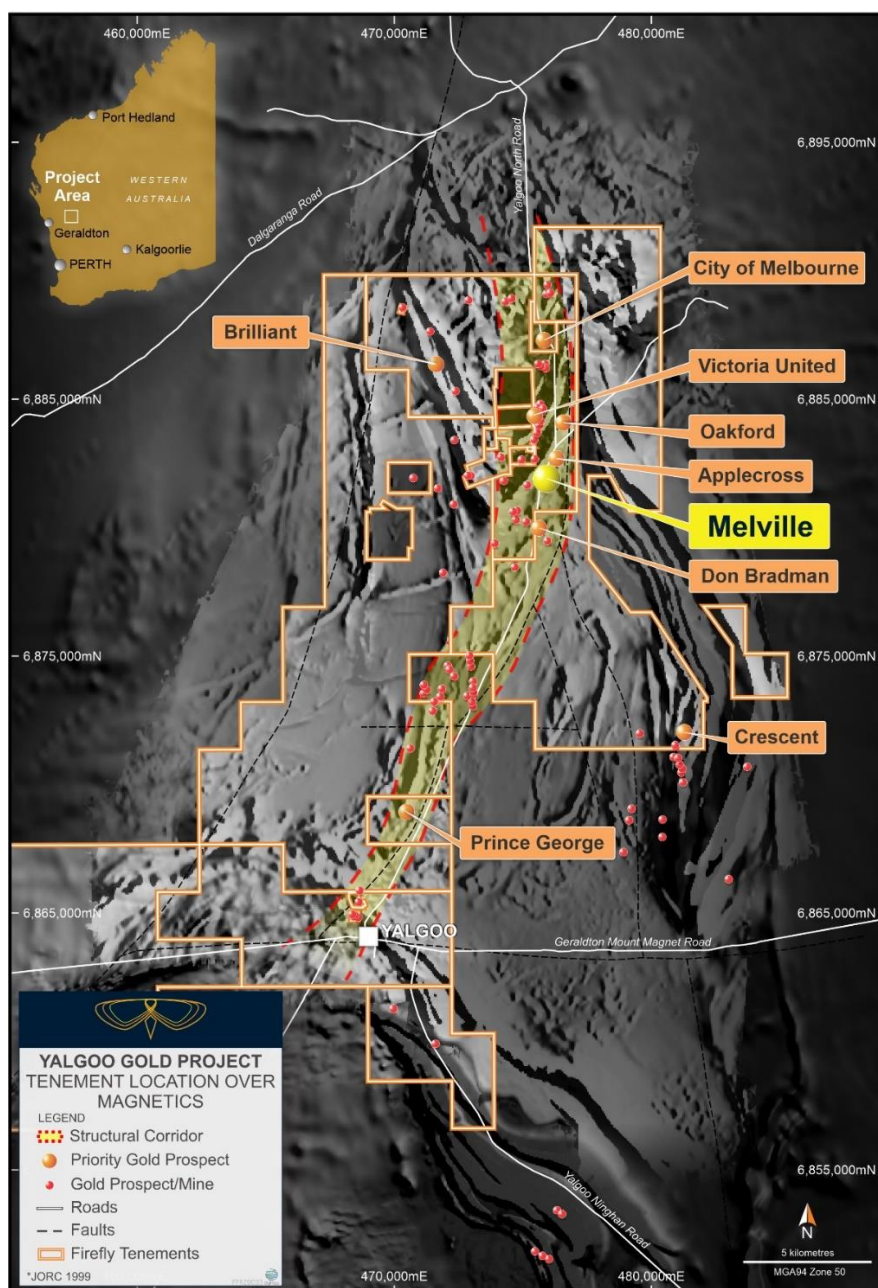 460,000mE
470,000mE
480,000mE
Port Hedland
Project
Area
WESTERN
AUSTRALIA
Geraldton
Kalgoorlie
PERTH
Dalgaranga Road
Yalgoo North Road
6,895,000mN
City of Melbourne
Brilliant
Victoria United
6,885,000mN
6,885,000mN
Oakford
Applecross
Melville
Don Bradman
6,875,000mN
6,875,000mN
Crescent
Prince George
6,865,000mN
6,865,000mN
YALGOO
Geraldton Mount Magnet Road
YALGOO GOLD PROJECT
TENEMENT LOCATION OVER
MAGNETICS
LEGEND
Structural Corridor
Priority Gold Prospect
Gold Prospect/Mine
Roads
Faults
Firefly Tenements
*JORC 1999
6,855,000mN
Yalgoo Ninghan Road
N
5 kilometres
MGA94 Zone 50
470,000mE
480,000mE